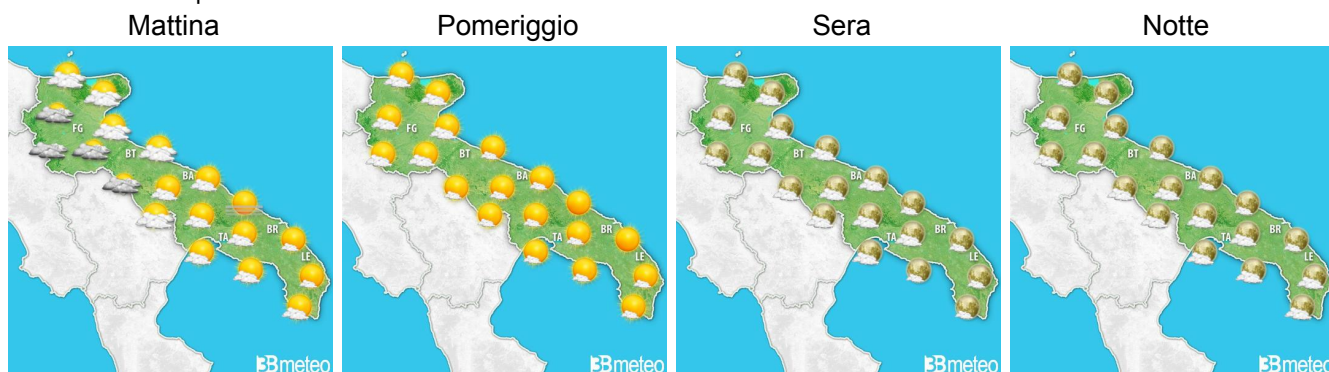 Mattina
Pomeriggio
Sera
Notte
FG
BT
BA
TA
BR
LE
3Bmeteo
FG
BT
BA
TA
BR
LE
3Bmeteo
FG
BT
BA
TA
BR
LE
3Bmeteo
FG
BT
BA
TA
BR
LE
3Bmeteo